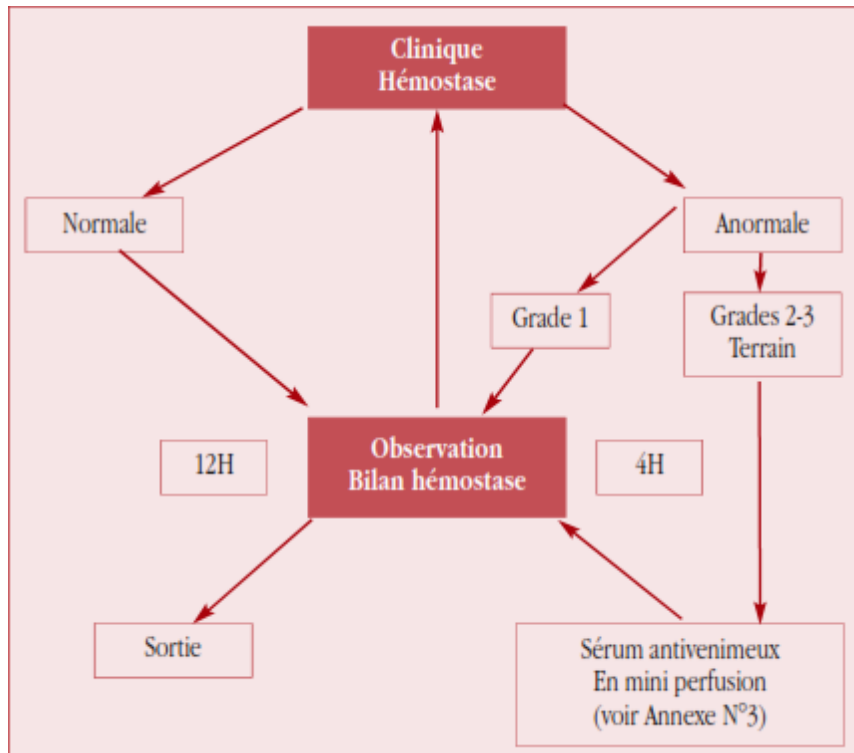 Clinique
Hémostase
Normale
Anormale
Grade 1
Grades 2-3
Terrain
12H
Observation
Bilan hémostase
4H
Sortie
Sérum antivenimeux
En mini perfusion
(voir Annexe N°3)